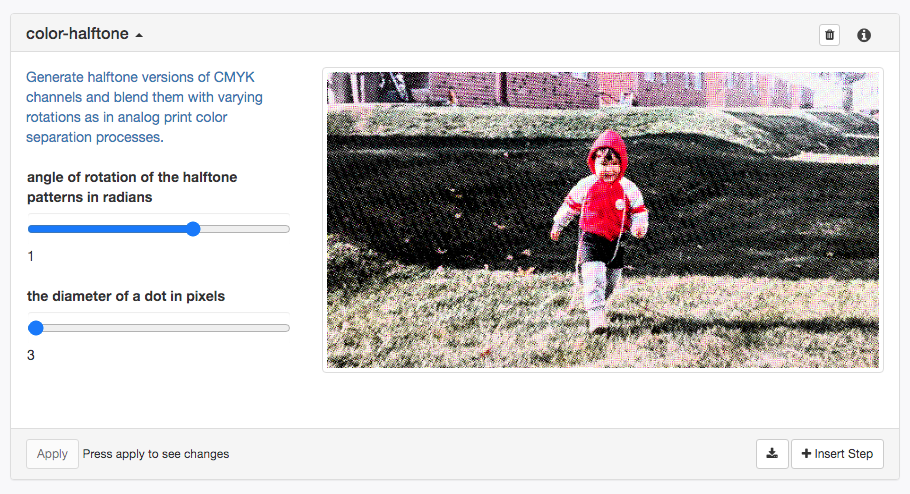 color-halftone
Generate halftone versions of CMYK
channels and blend them with varying
rotations as in analog print color
separation processes.
angle of rotation of the halftone
patterns in radians
1
the diameter of a dot in pixels
3
Apply Press apply to see changes
Insert Step